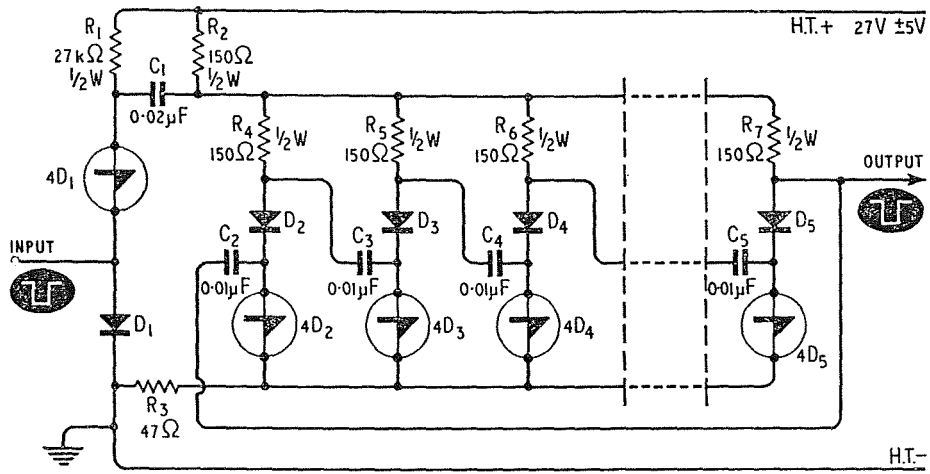 R1
27kΩ
½W
R2
150Ω
½W
H.T.+ 27V ±5V
C1
0·02µF
R4
150Ω
½W
R5
150Ω
½W
R6
150Ω
½W
R7
150Ω
½W
4D1
OUTPUT
D2
D3
D4
D5
INPUT
C2
0·01µF
C3
0·01µF
C4
0·01µF
C5
0·01µF
D1
4D2
4D3
4D4
4D5
R3
47Ω
H.T.–